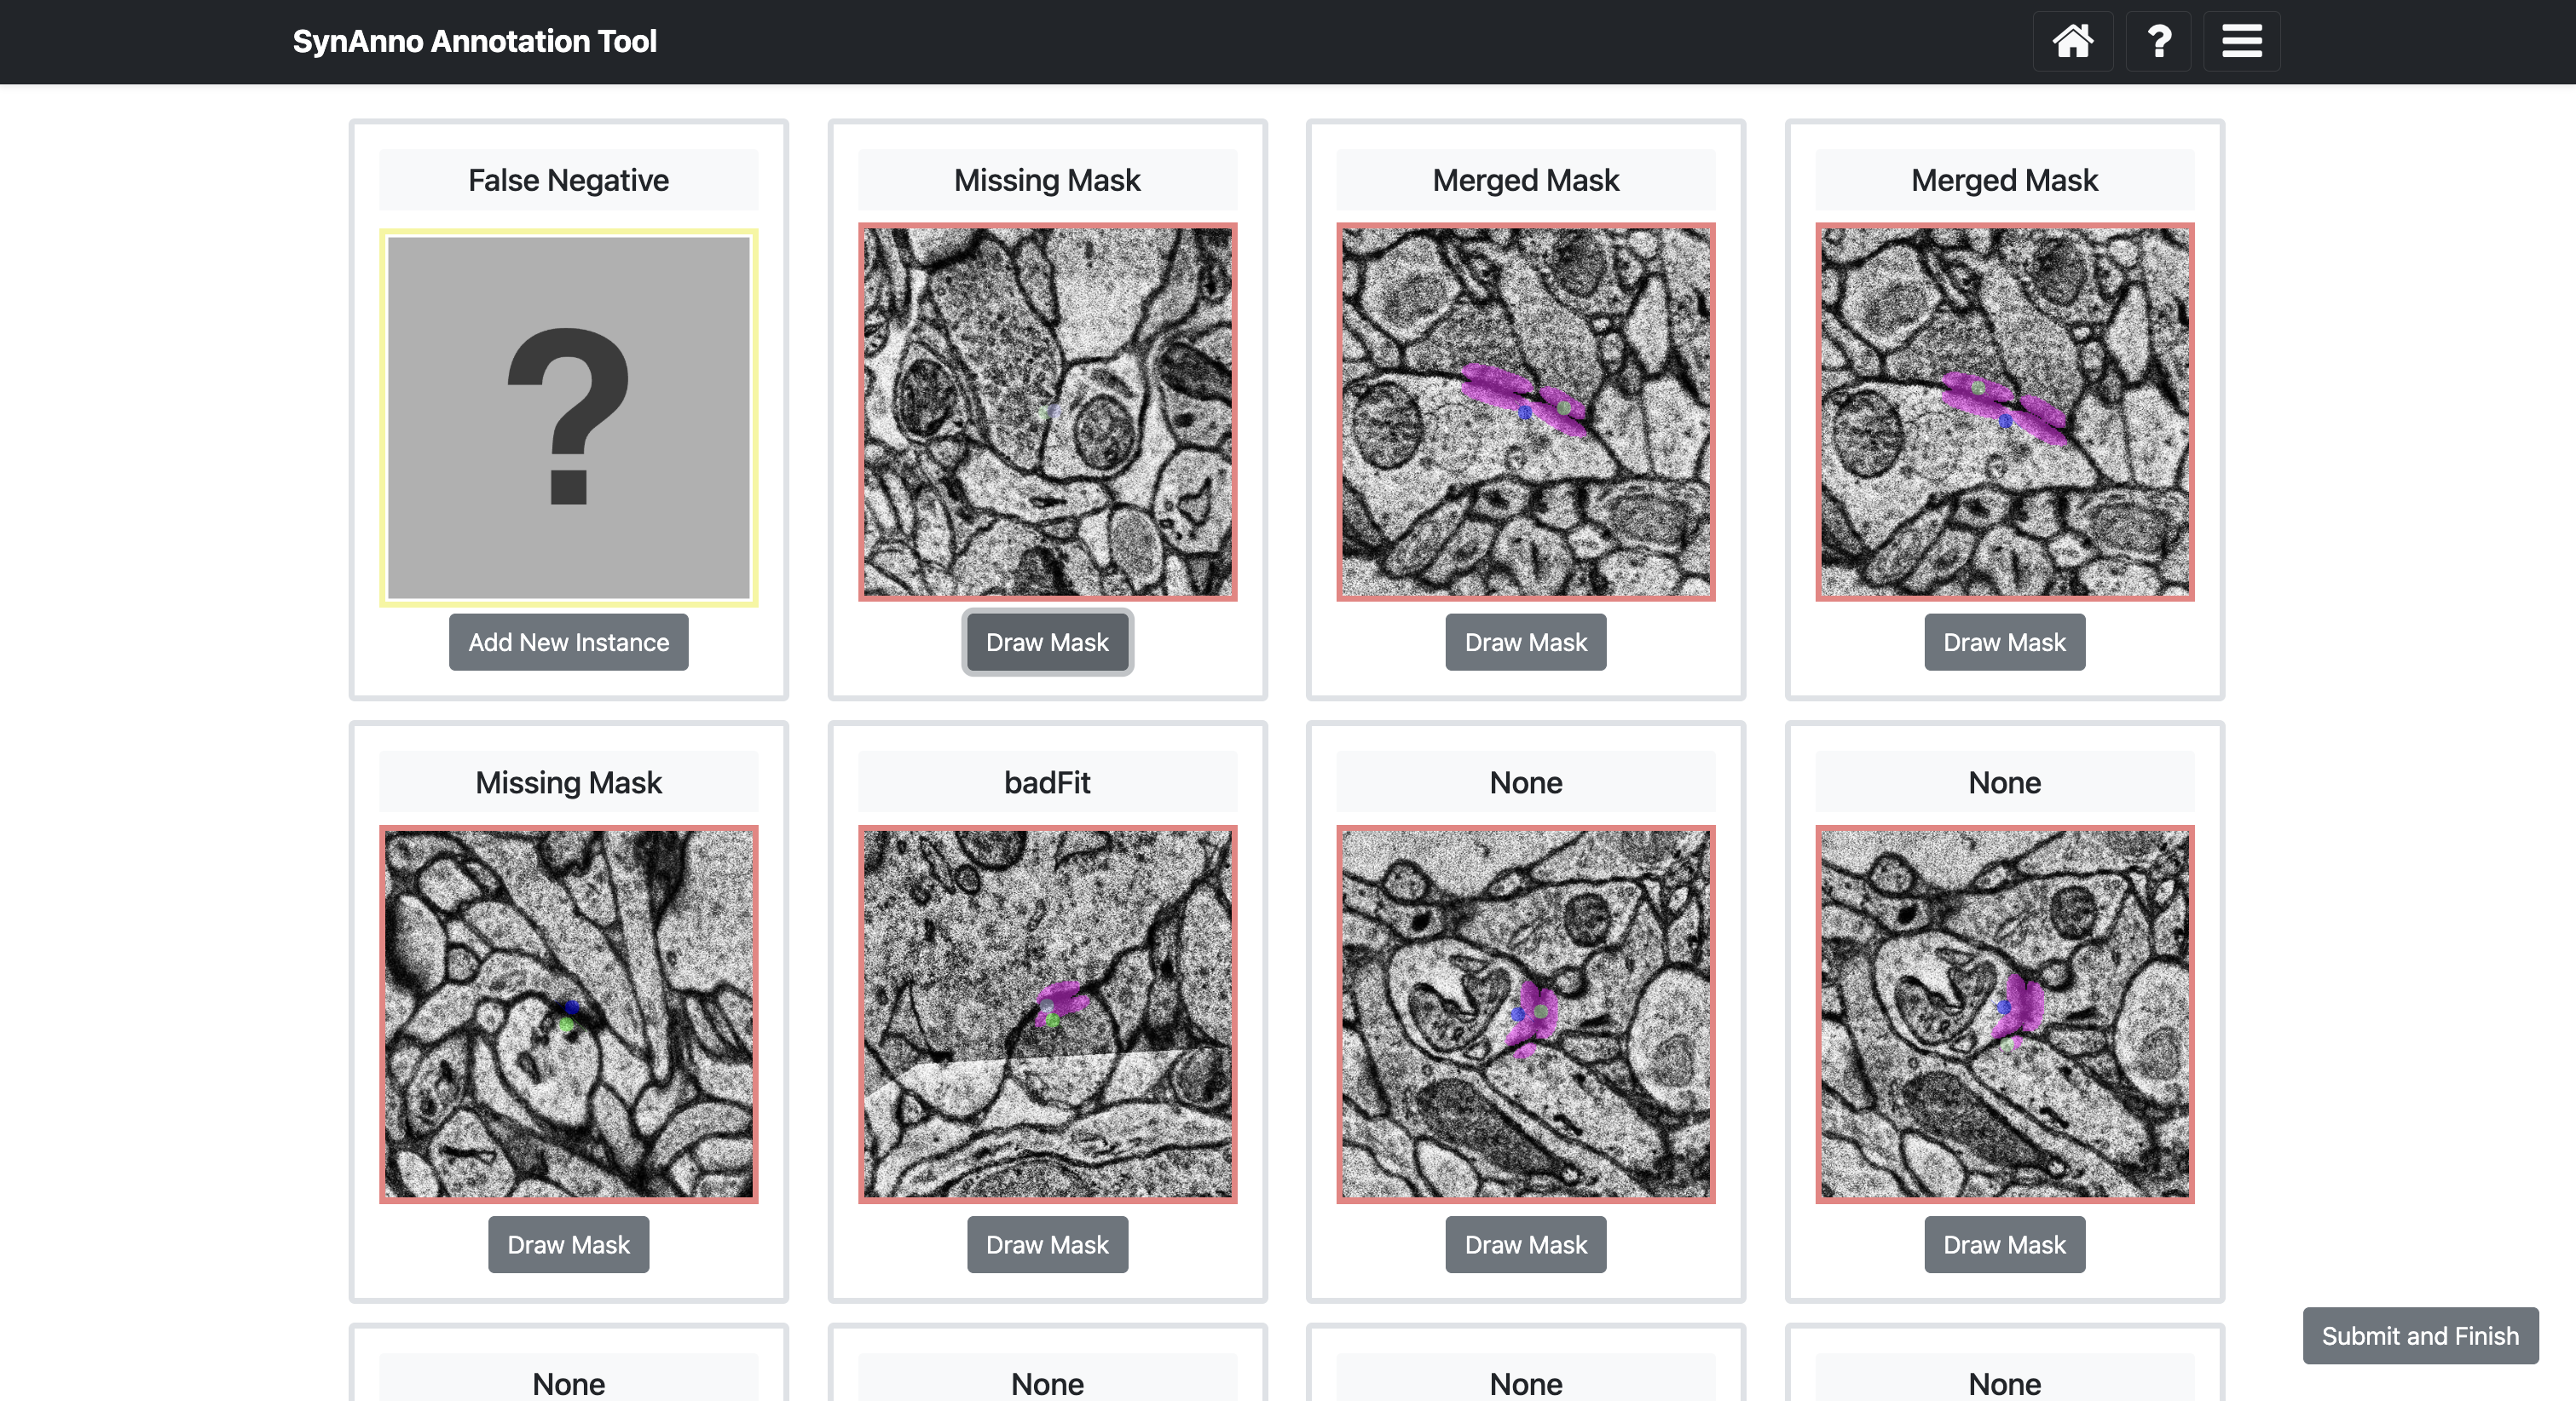 SynAnno Annotation Tool
?
False Negative
Missing Mask
Merged Mask
Merged Mask
?
Add New Instance
Draw Mask
Draw Mask
Draw Mask
Missing Mask
badFit
None
None
Draw Mask
Draw Mask
Draw Mask
Draw Mask
Submit and Finish
None
None
None
None